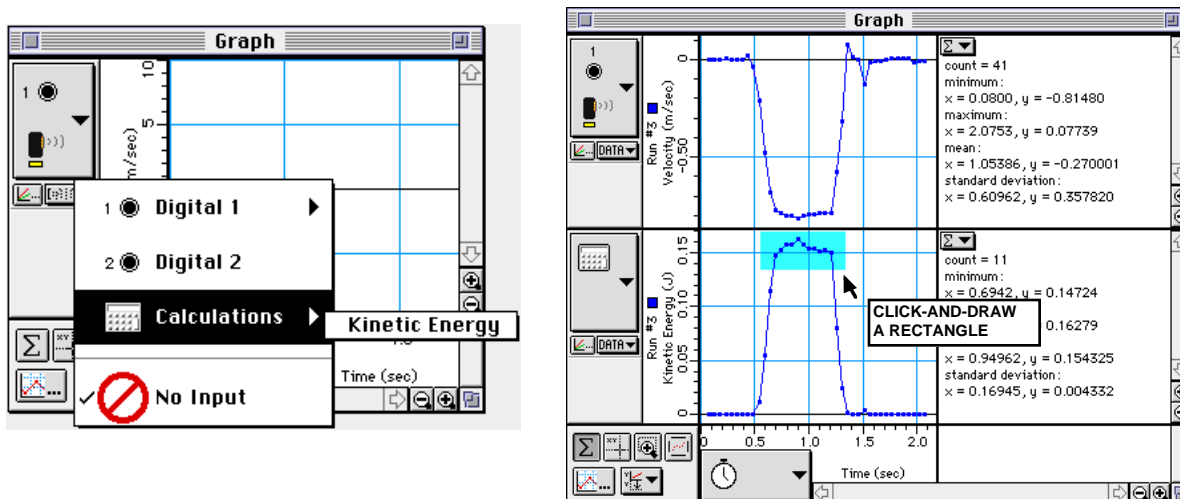 Graph
1
10
5
m/sec)
1 Digital 1
2 Digital 2
Calculations
Kinetic Energy
No Input
Time (sec)
Graph
1
DATA
Run #3
Velocity (m/sec)
0
-0.50
Σ
count = 41
minimum:
x = 0.0800, y = -0.81480
maximum:
x = 2.0753, y = 0.07739
mean:
x = 1.05386, y = -0.270001
standard deviation:
x = 0.60962, y = 0.357820
DATA
Run #3
Kinetic Energy (J)
0.15
0.10
0.05
0
Σ
count = 11
minimum:
x = 0.6942, y = 0.14724
0.16279
x = 0.94962, y = 0.154325
standard deviation:
x = 0.16945, y = 0.004332
CLICK-AND-DRAW
A RECTANGLE
0 0.5 1.0 1.5 2.0
Time (sec)
Σ